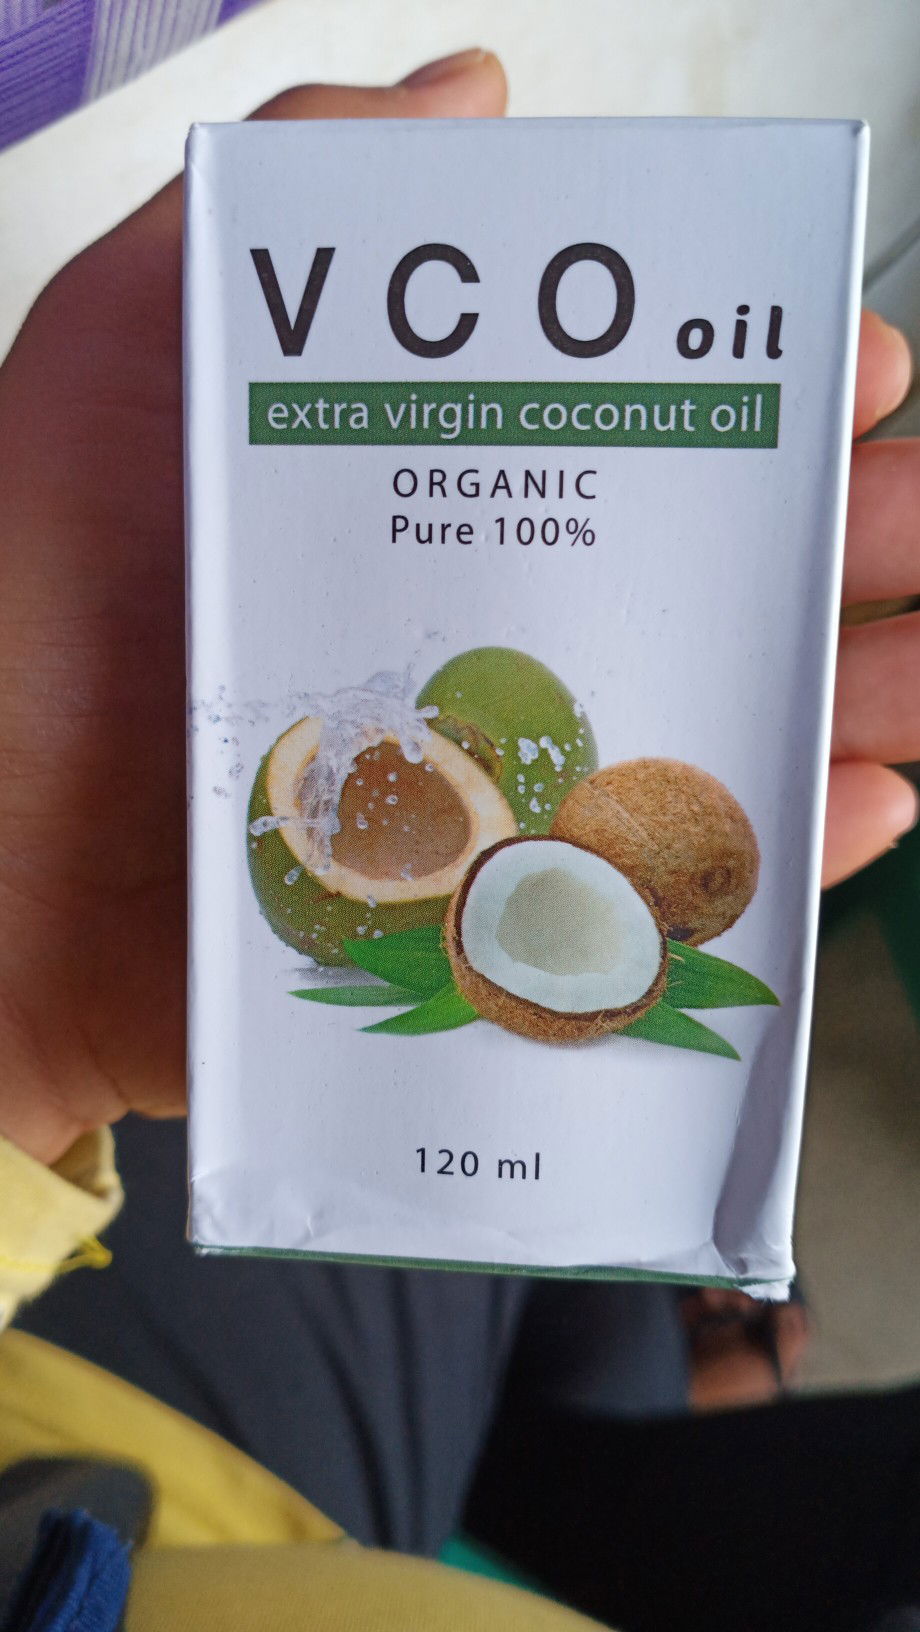 VCO oil
extra virgin coconut oil
ORGANIC
Pure 100%
120 ml